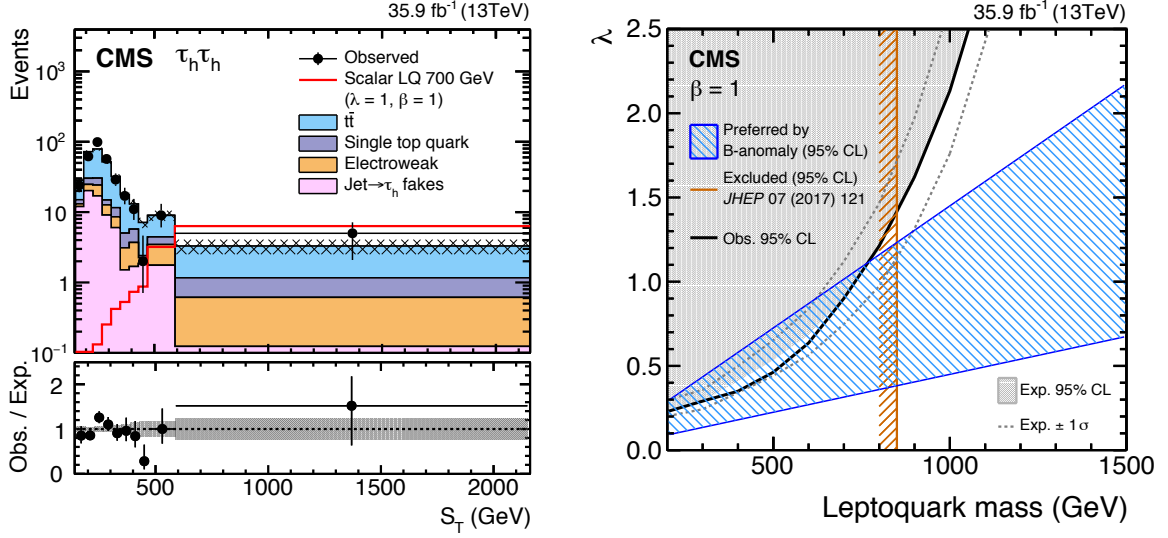 35.9 fb⁻¹ (13TeV)
CMS τₕτₕ
Events
Observed
Scalar LQ 700 GeV
(λ = 1, β = 1)
tt̄
Single top quark
Electroweak
Jet→τₕ fakes
10³
10²
10
1
10⁻¹
Obs. / Exp.
2
1
0
500 1000 1500 2000
S_T (GeV)
35.9 fb⁻¹ (13TeV)
λ
CMS
β = 1
Preferred by
B-anomaly (95% CL)
Excluded (95% CL)
JHEP 07 (2017) 121
Obs. 95% CL
Exp. 95% CL
Exp. ± 1σ
2.5
2.0
1.5
1.0
0.5
0.0
500 1000 1500
Leptoquark mass (GeV)